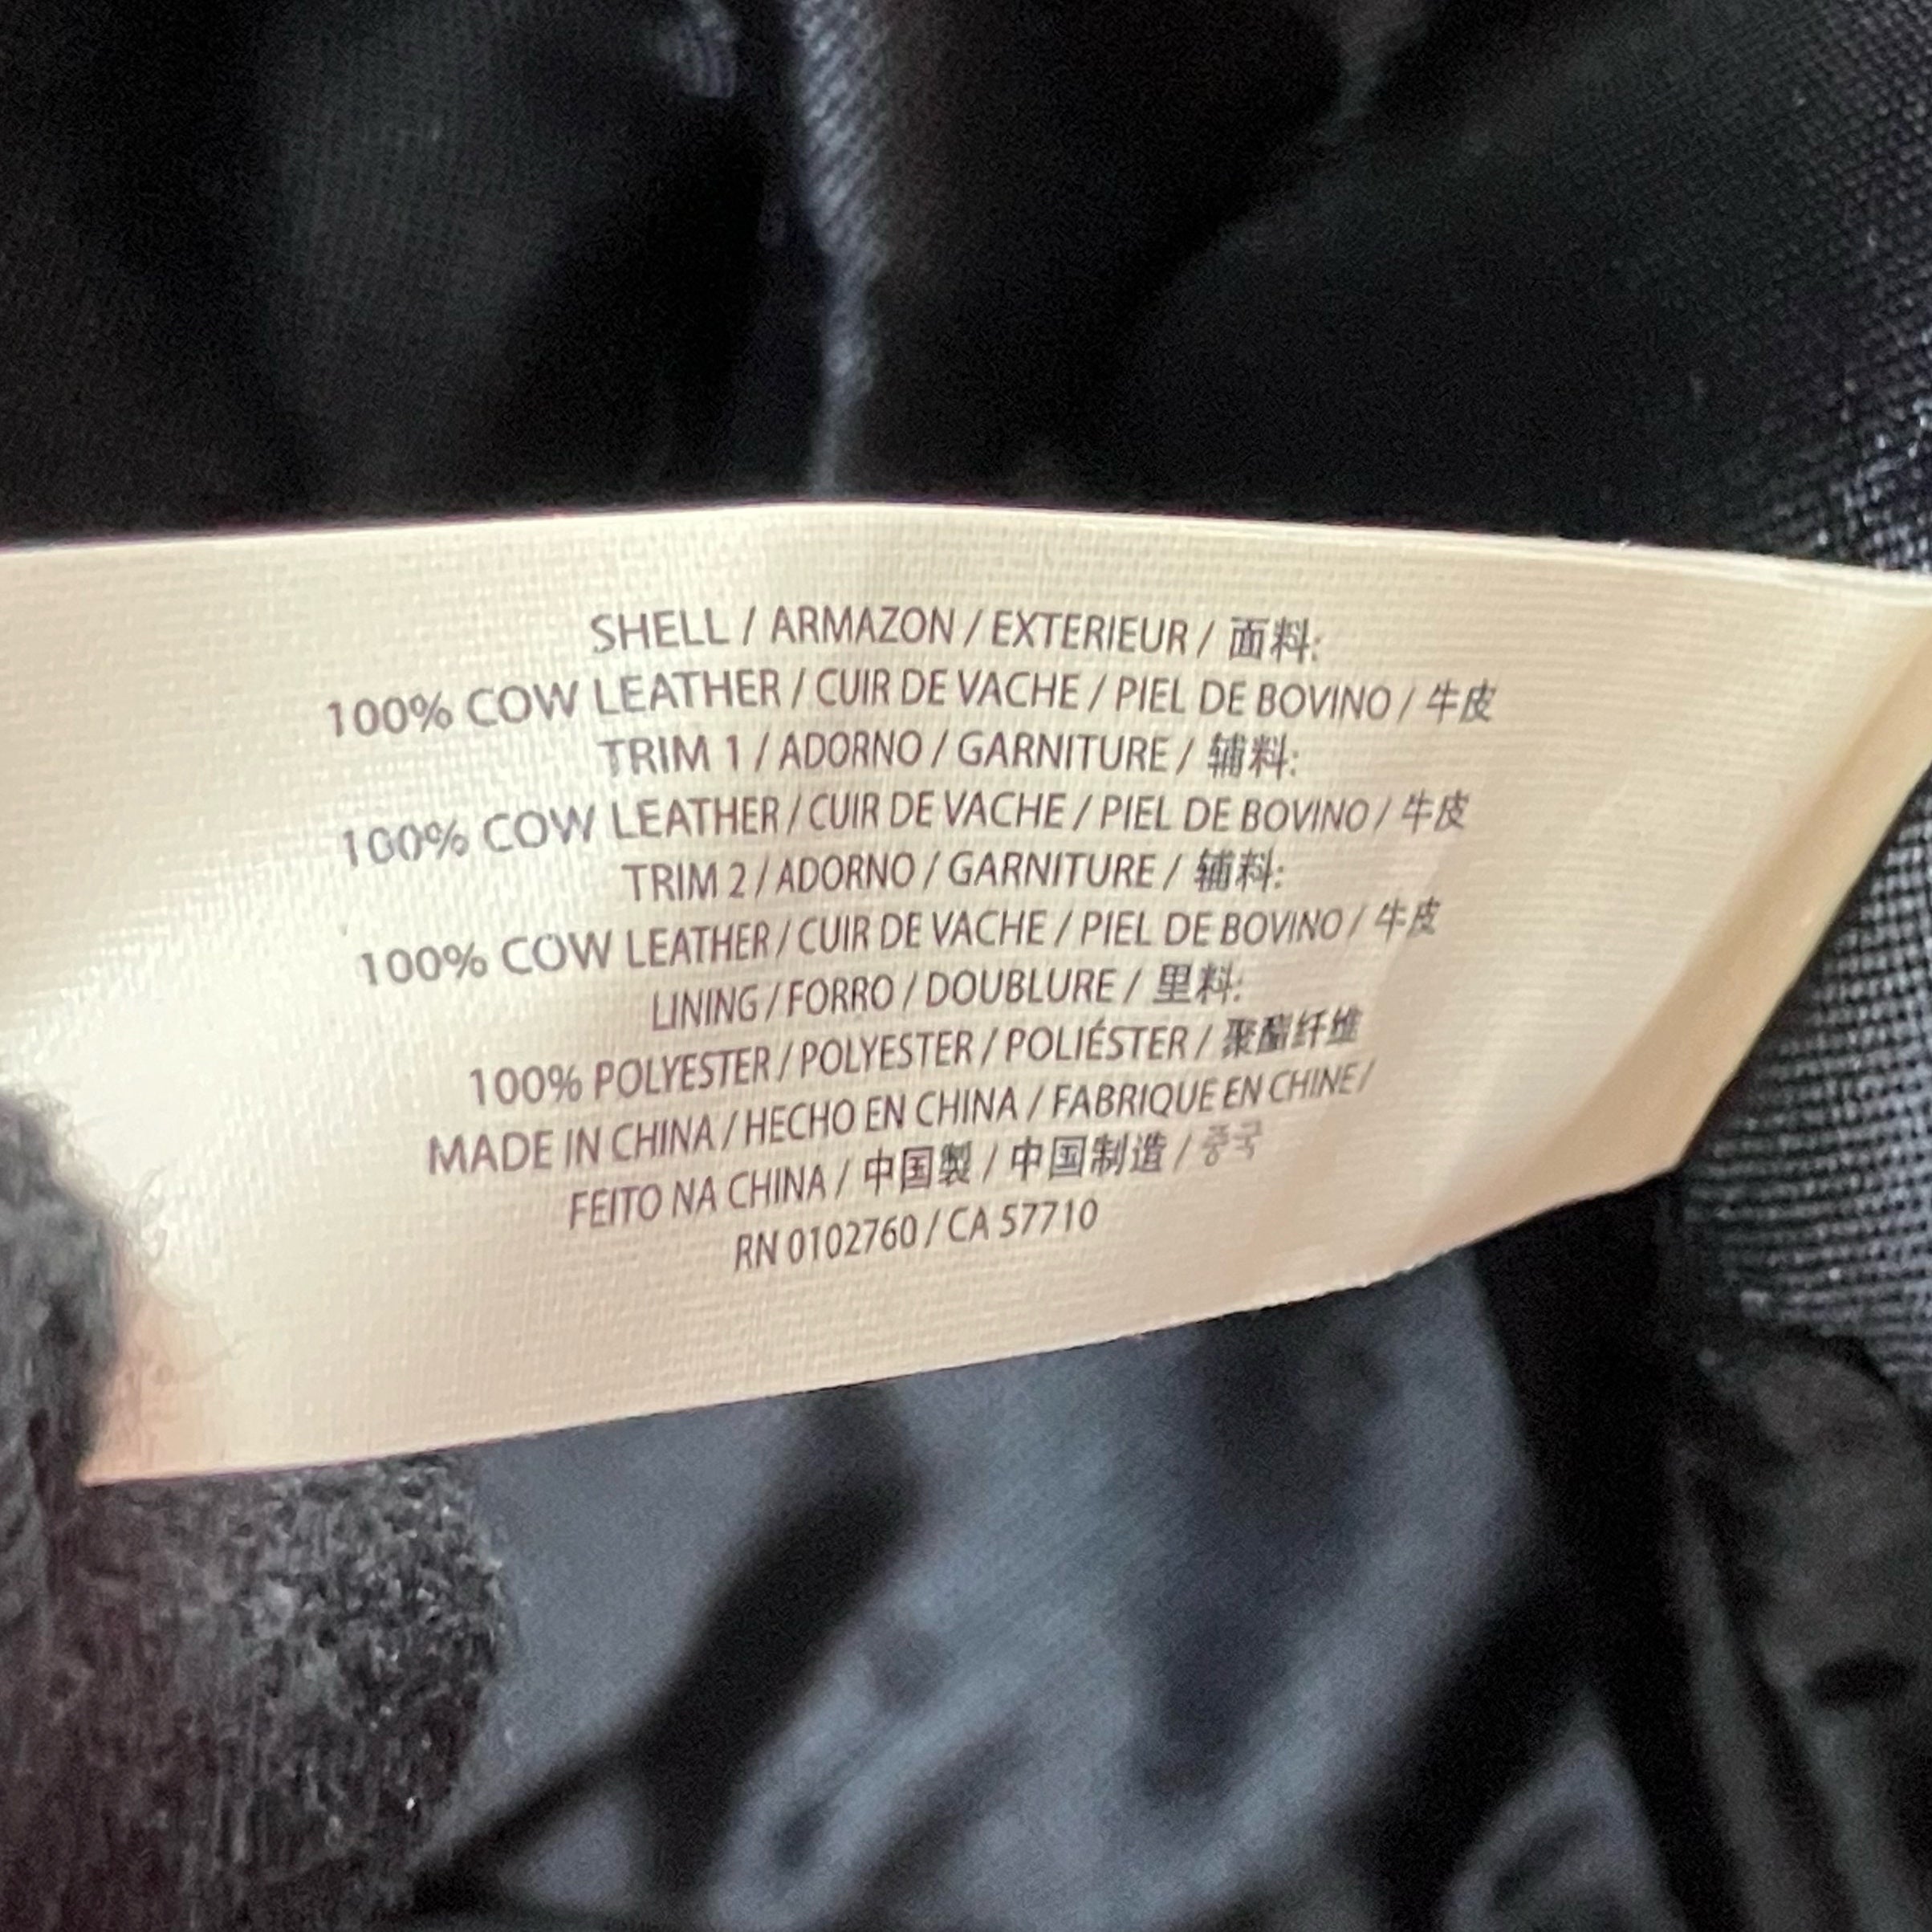 SHELL / ARMAZON / EXTERIEUR / 面料:
100% COW LEATHER / CUIR DE VACHE / PIEL DE BOVINO / 牛皮
TRIM 1 / ADORNO / GARNITURE / 辅料:
100% COW LEATHER / CUIR DE VACHE / PIEL DE BOVINO / 牛皮
TRIM 2 / ADORNO / GARNITURE / 辅料:
100% COW LEATHER / CUIR DE VACHE / PIEL DE BOVINO / 牛皮
LINING / FORRO / DOUBLURE / 里料:
100% POLYESTER / POLYESTER / POLIÉSTER / 聚酯纤维
MADE IN CHINA / HECHO EN CHINA / FABRIQUE EN CHINE /
FEITO NA CHINA / 中国製 / 中国制造 / 중국
RN 0102760 / CA 57710